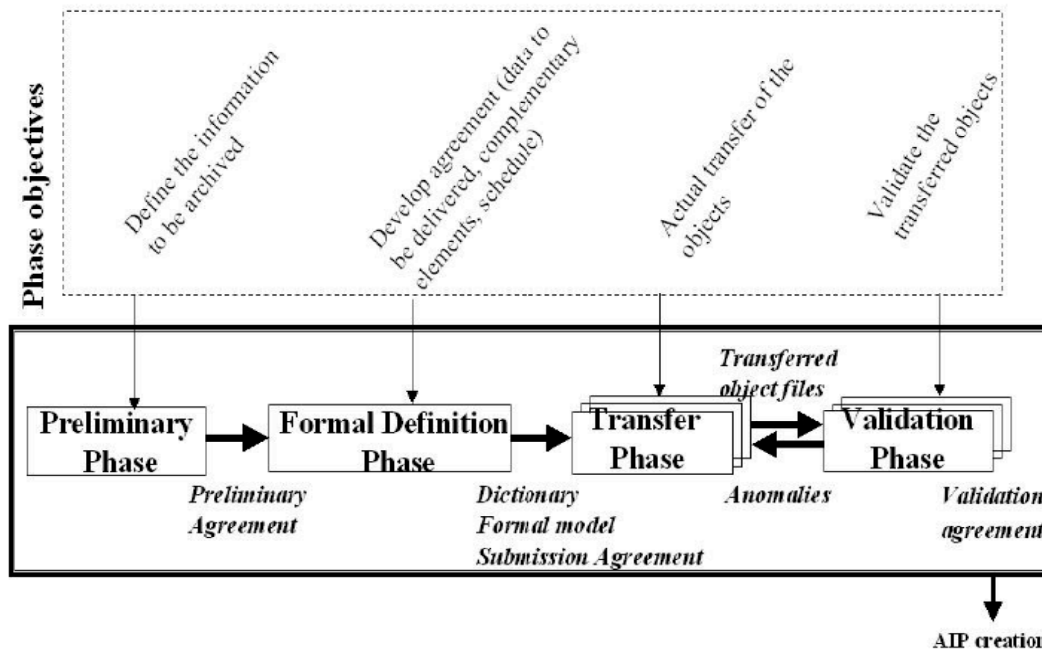 Phase objectives
Define the information
to be archived
Develop agreement (data to
be delivered, complementary
elements, schedule)
Actual transfer of the
objects
Validate the
transferred objects
Transferred
object files
Preliminary
Phase
Formal Definition
Phase
Transfer
Phase
Validation
Phase
Preliminary
Agreement
Dictionary
Formal model
Submission Agreement
Anomalies
Validation
agreement
AIP creation